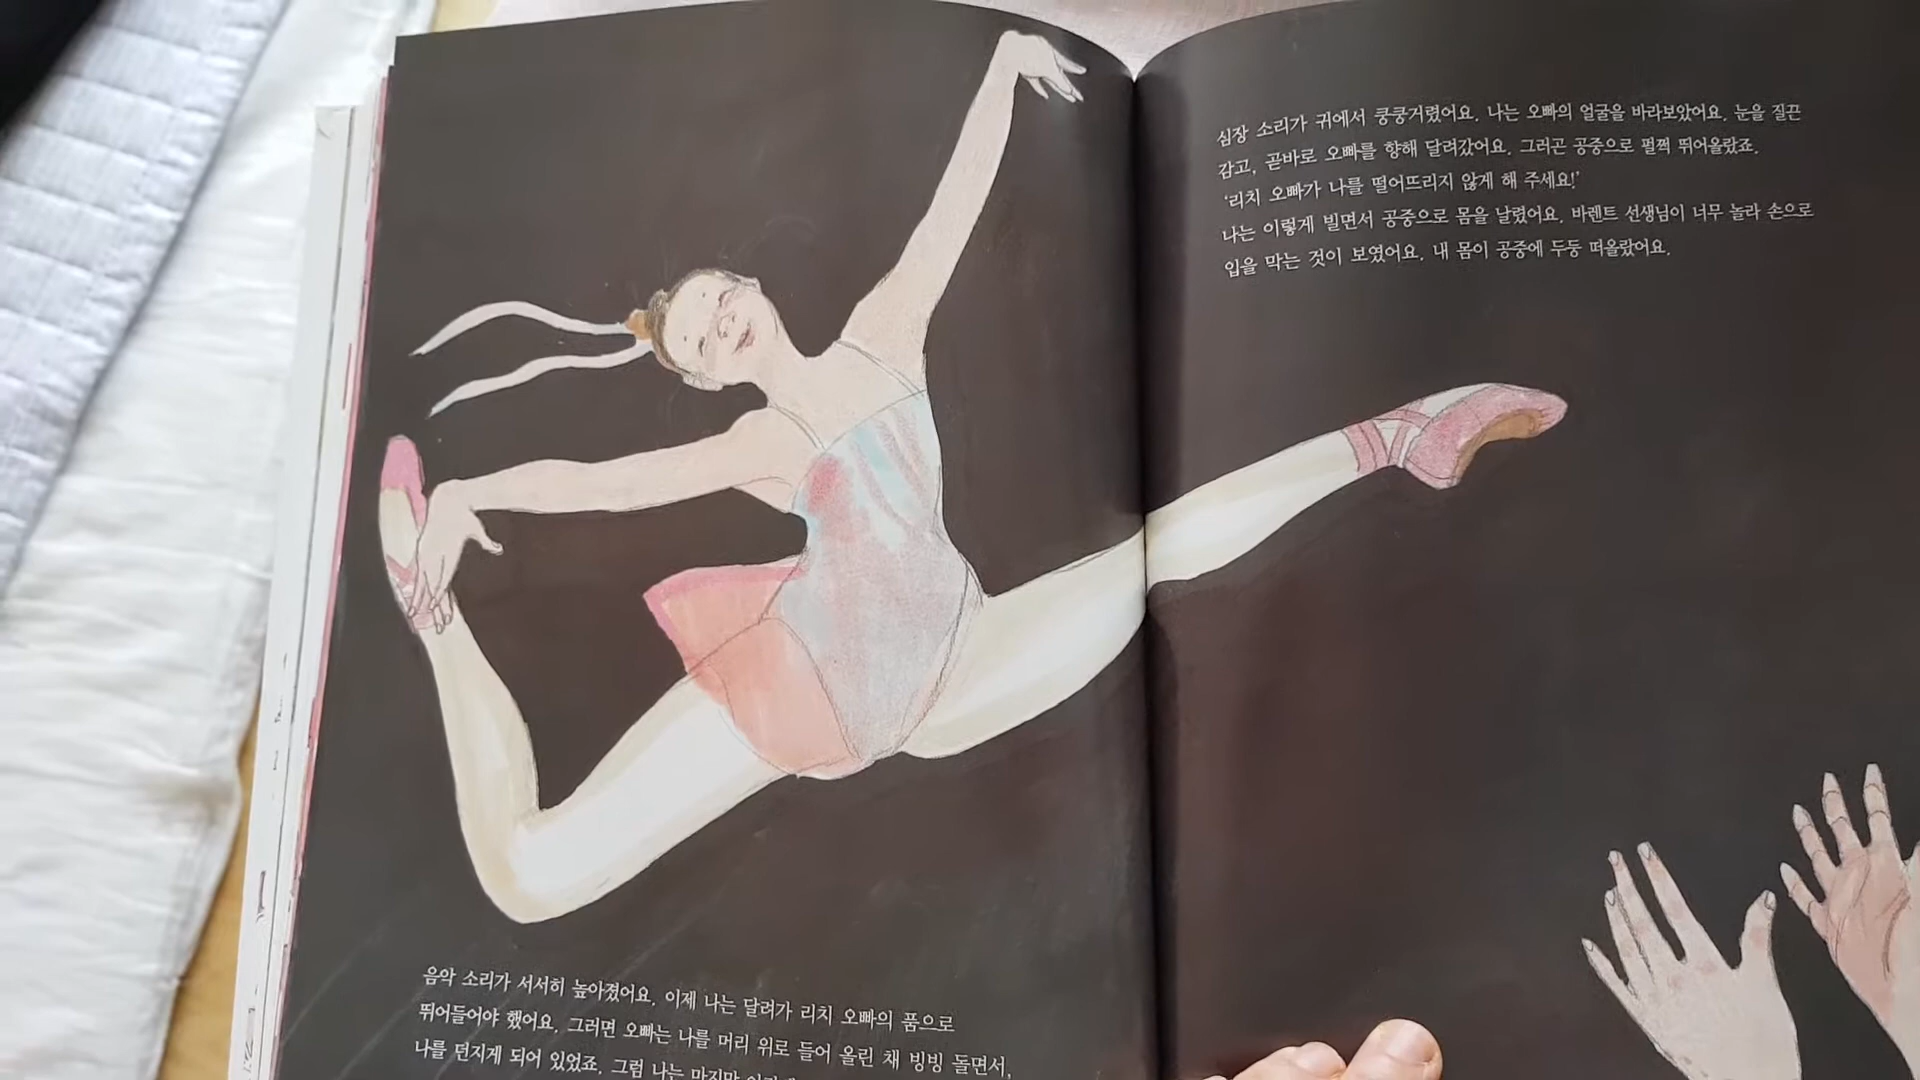 음악 소리가 서서히 높아졌어요. 이제 나는 달려가 리치 오빠의 품으로
뛰어들어야 했어요. 그러면 오빠는 나를 머리 위로 들어 올린 채 빙빙 돌면서,
나를 던지게 되어 있었죠. 그럼 나는 마지막
심장 소리가 귀에서 쿵쿵거렸어요. 나는 오빠의 얼굴을 바라보았어요. 눈을 질끈
감고, 곧바로 오빠를 향해 달려갔어요. 그러곤 공중으로 펄쩍 뛰어올랐죠.
‘리치 오빠가 나를 떨어뜨리지 않게 해 주세요!’
나는 이렇게 빌면서 공중으로 몸을 날렸어요. 바렌트 선생님이 너무 놀라 손으로
입을 막는 것이 보였어요. 내 몸이 공중에 두둥 떠올랐어요.